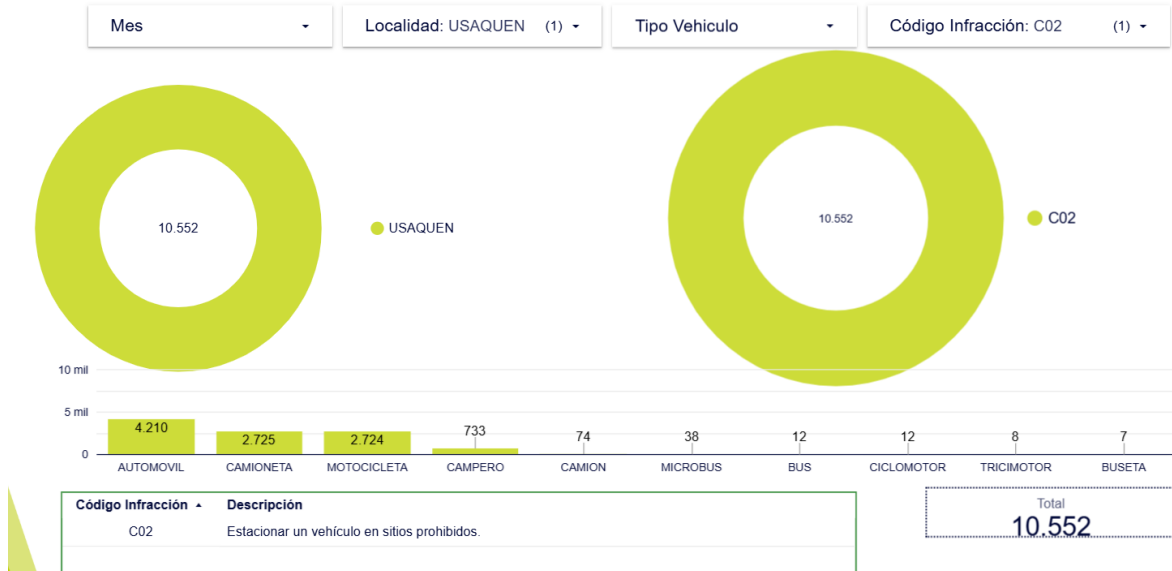 Mes
Localidad: USAQUEN (1)
Tipo Vehiculo
Código Infracción: C02 (1)
10.552
USAQUEN
10.552
C02
10 mil
5 mil
0
4.210
2.725
2.724
733
74
38
12
12
8
7
AUTOMOVIL
CAMIONETA
MOTOCICLETA
CAMPERO
CAMION
MICROBUS
BUS
CICLOMOTOR
TRICIMOTOR
BUSETA
Código Infracción Descripción
C02 Estacionar un vehículo en sitios prohibidos.
Total
10.552